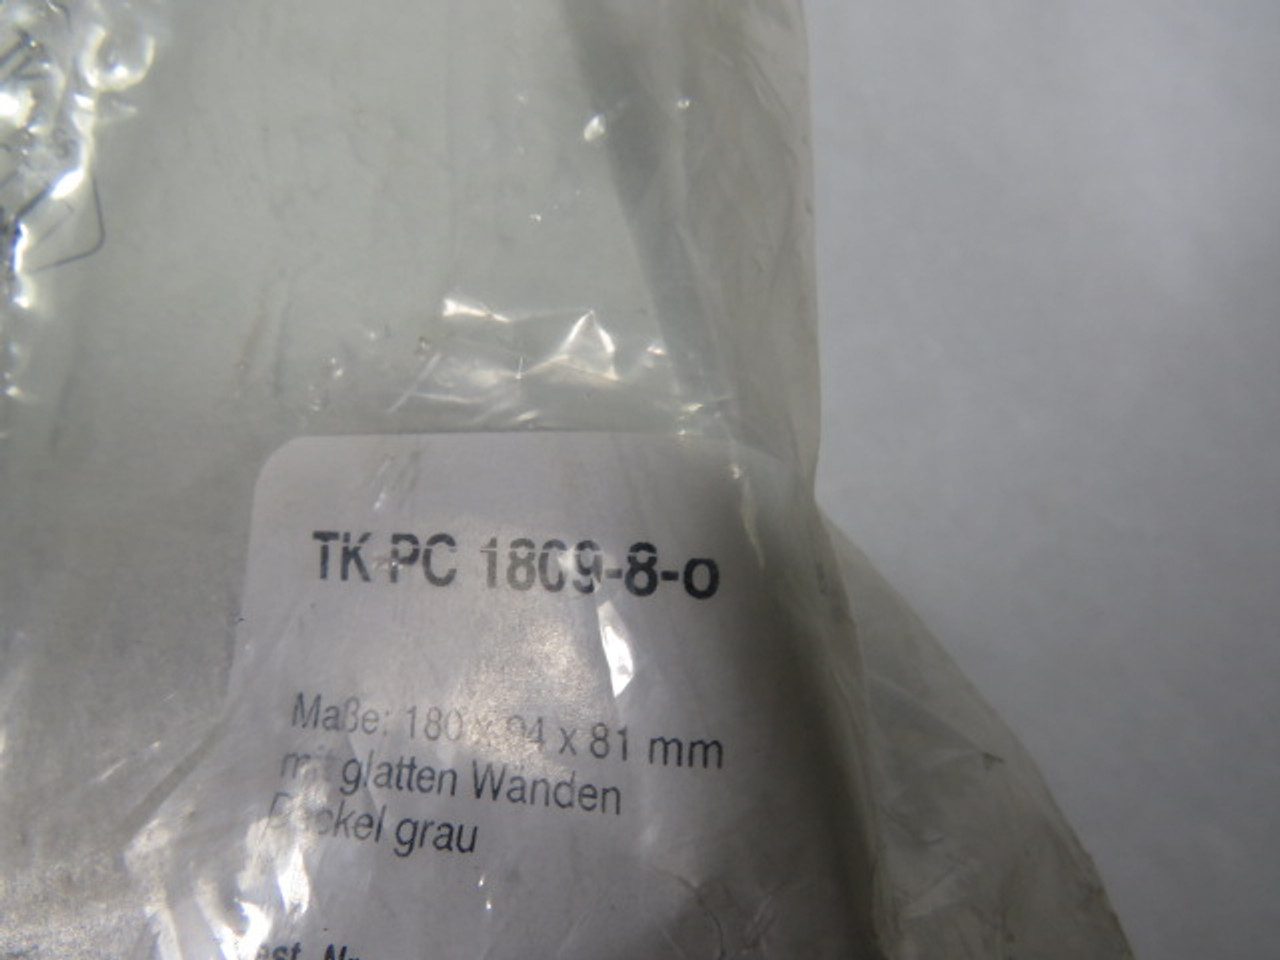 TK PC 1809-8-o
Maße: 180 x 94 x 81 mm
mit glatten Wänden
Deckel grau